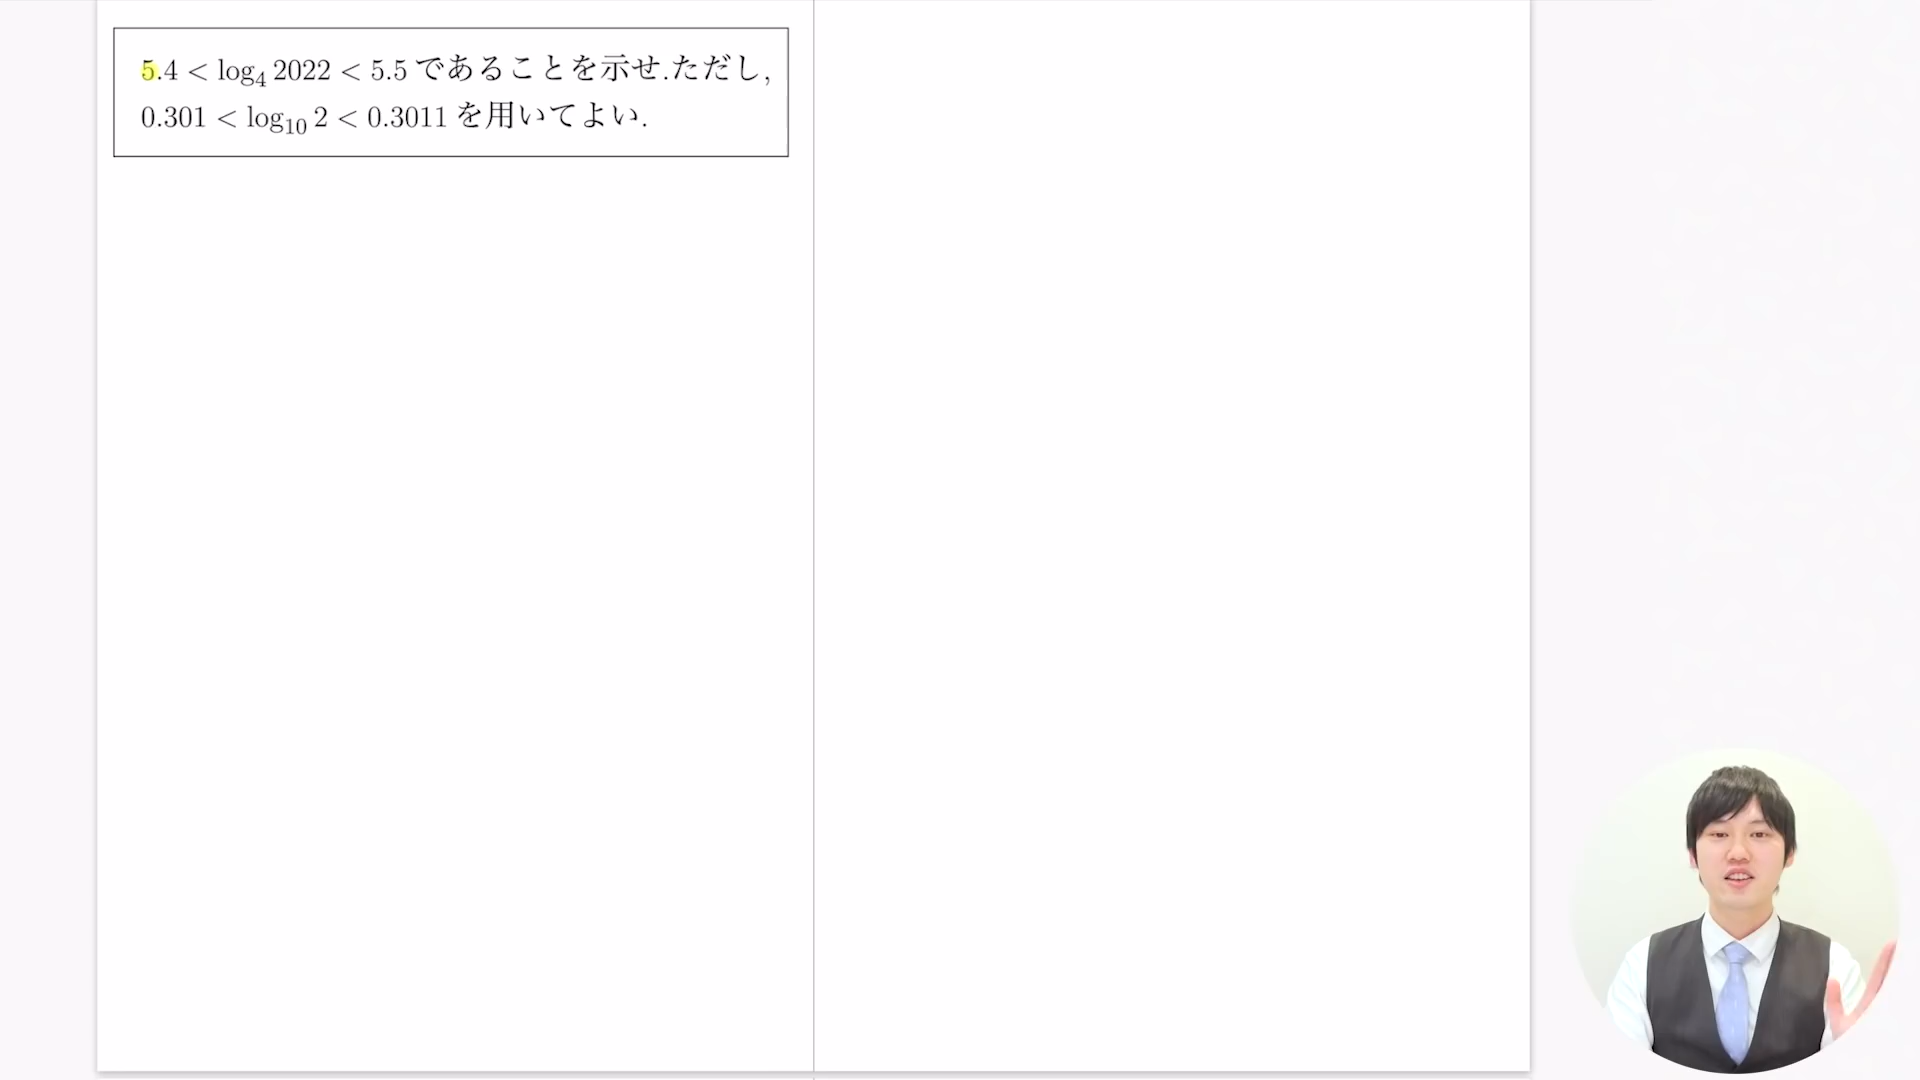 5.4 < log₄ 2022 < 5.5 であることを示せ.ただし,
0.301 < log₁₀ 2 < 0.3011 を用いてよい.